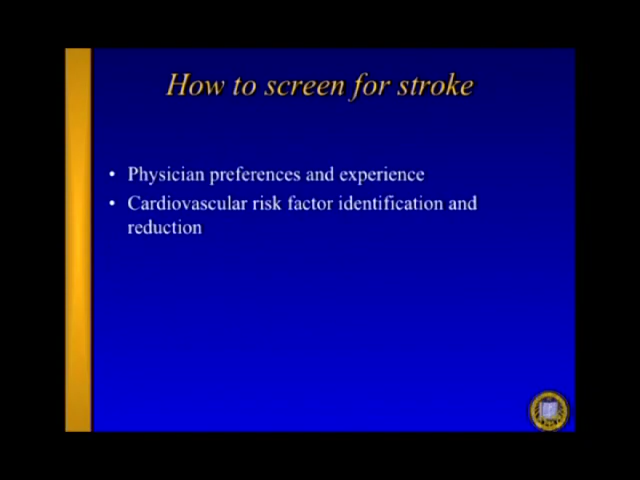 How to screen for stroke
• Physician preferences and experience
• Cardiovascular risk factor identification and
reduction